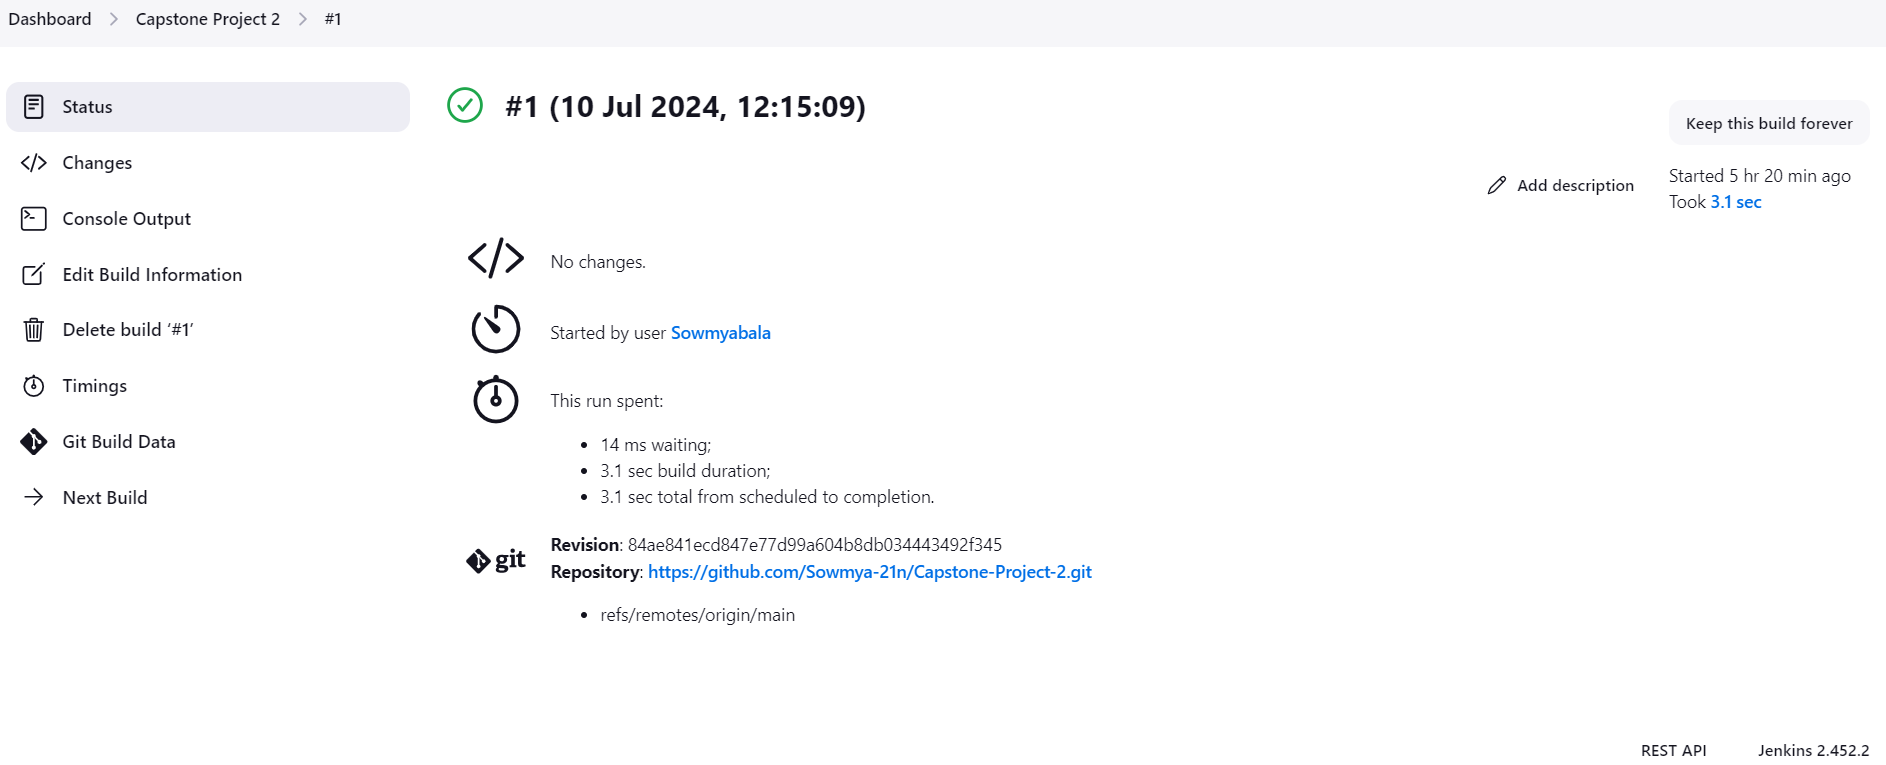 Dashboard > Capstone Project 2 > #1
Status
Changes
Console Output
Edit Build Information
Delete build ‘#1’
Timings
Git Build Data
Next Build
#1 (10 Jul 2024, 12:15:09)
Keep this build forever
Add description
Started 5 hr 20 min ago
Took 3.1 sec
No changes.
Started by user Sowmyabala
This run spent:
• 14 ms waiting;
• 3.1 sec build duration;
• 3.1 sec total from scheduled to completion.
git
Revision: 84ae841ecd847e77d99a604b8db034443492f345
Repository: https://github.com/Sowmya-21n/Capstone-Project-2.git
• refs/remotes/origin/main
REST API
Jenkins 2.452.2